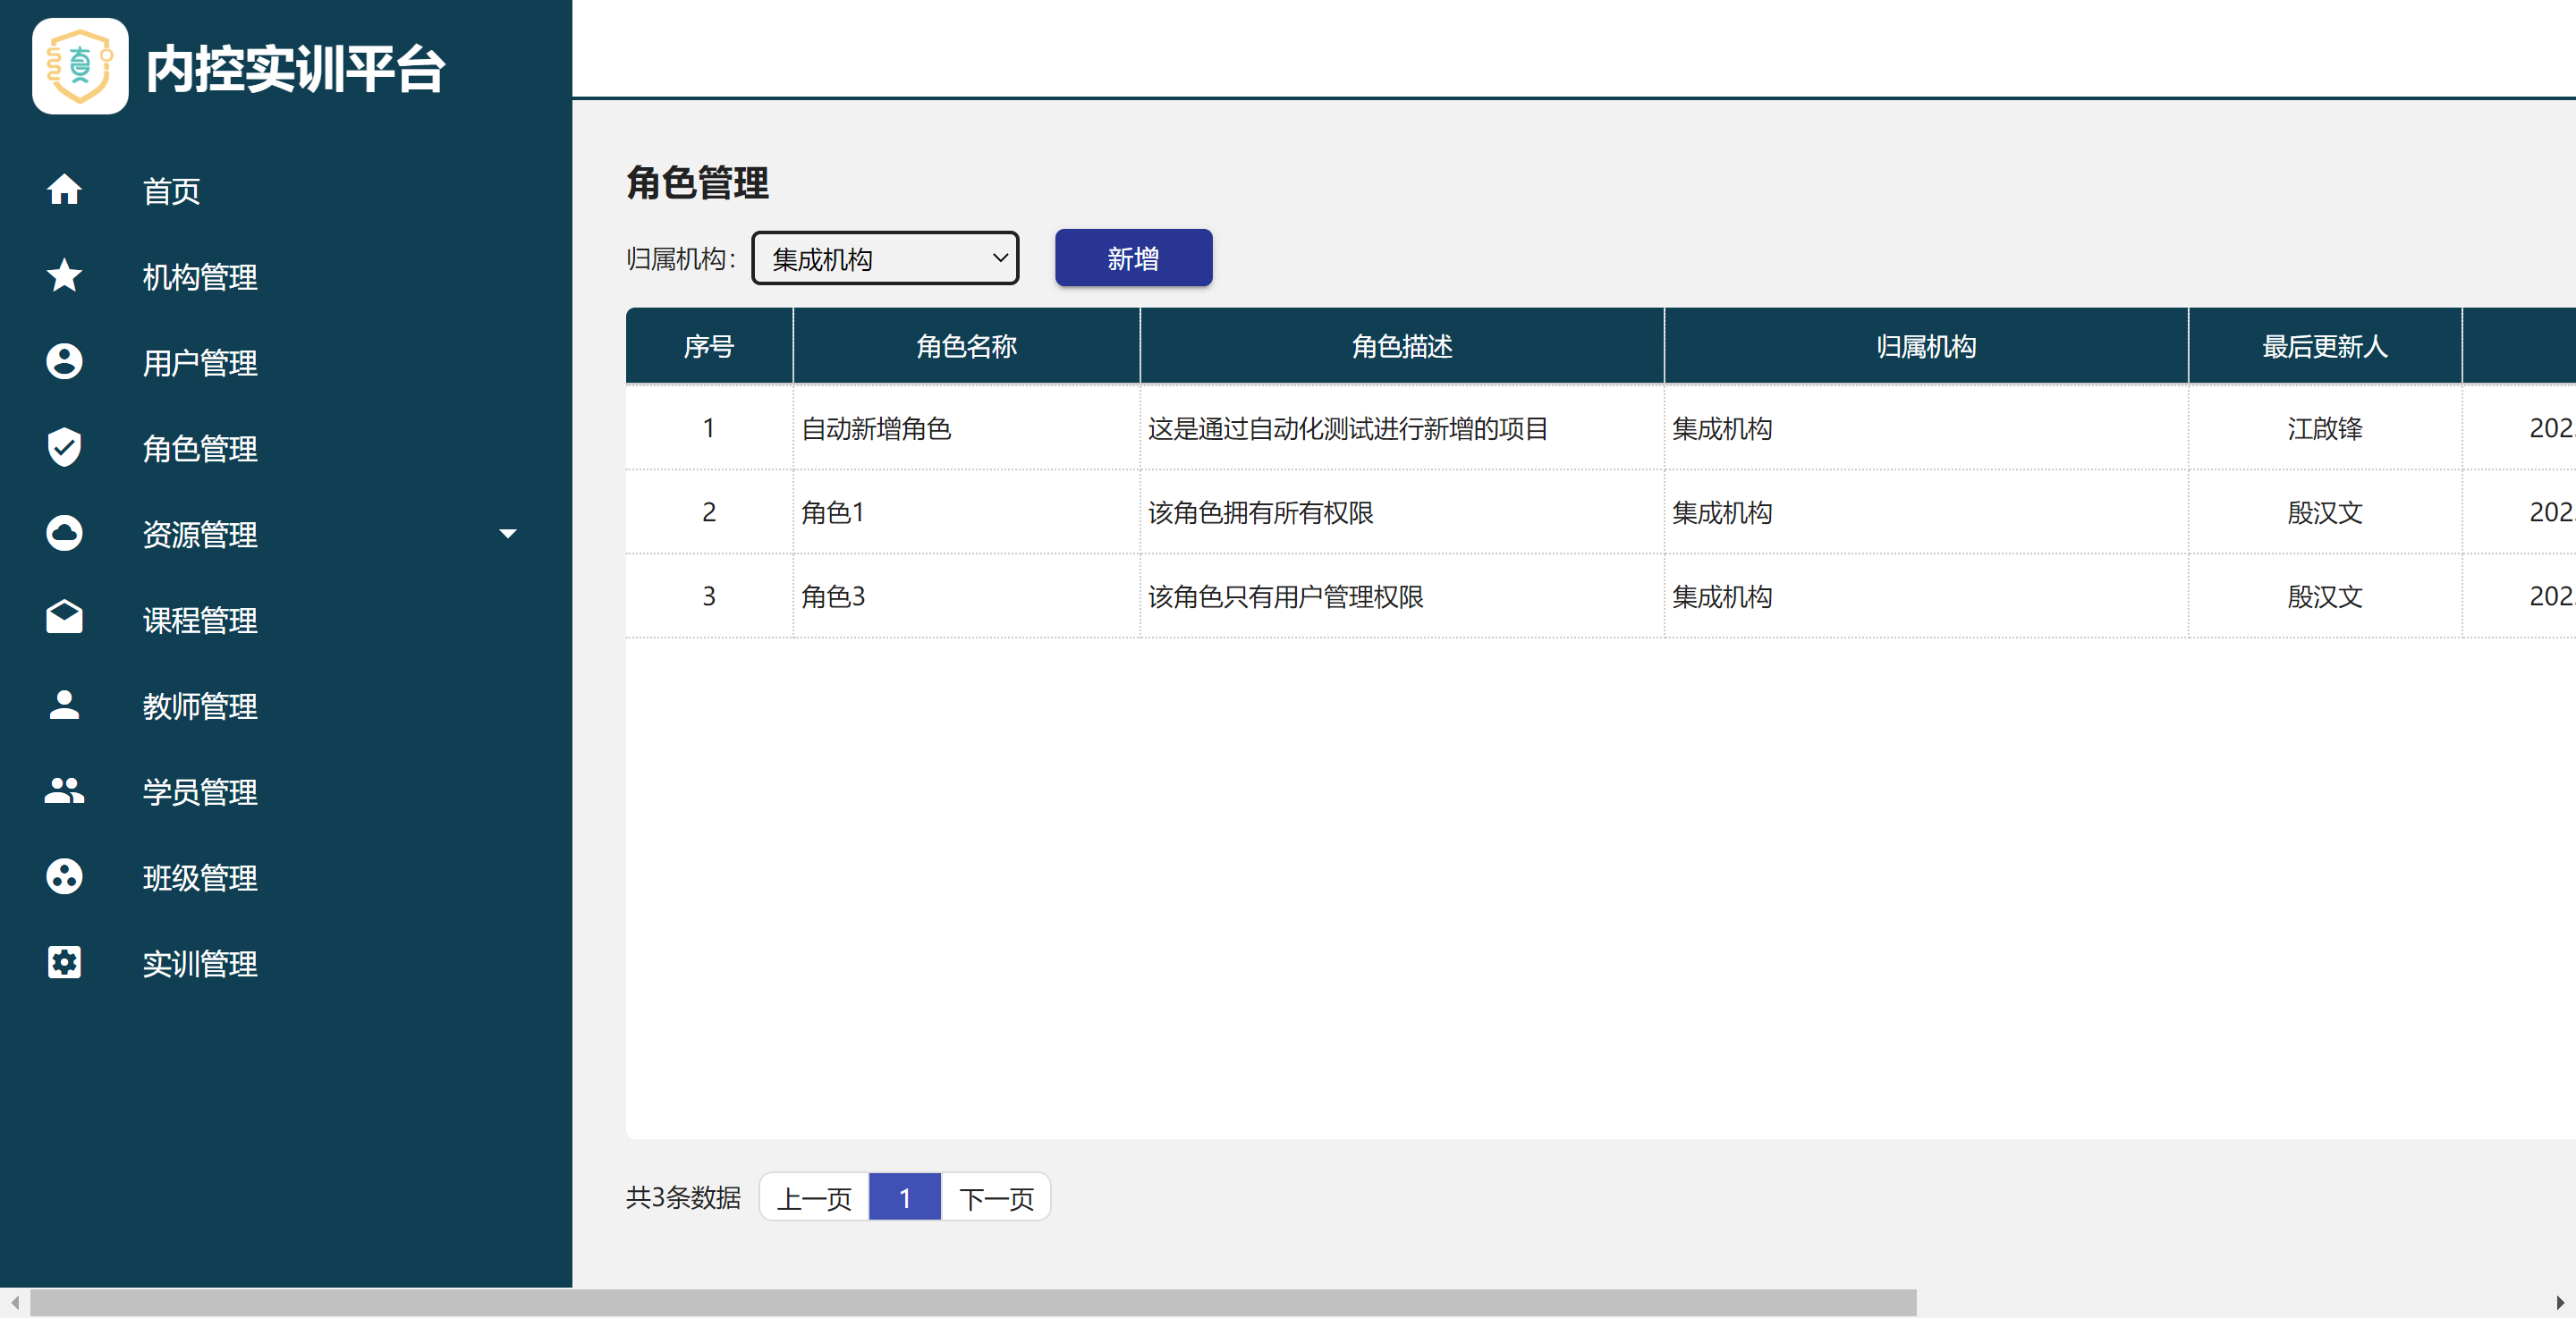 内控实训平台
首页
机构管理
用户管理
角色管理
资源管理
课程管理
教师管理
学员管理
班级管理
实训管理
角色管理
归属机构： 集成机构 新增
序号 角色名称 角色描述 归属机构 最后更新人
1 自动新增角色 这是通过自动化测试进行新增的项目 集成机构 江啟锋 202
2 角色1 该角色拥有所有权限 集成机构 殷汉文 202
3 角色3 该角色只有用户管理权限 集成机构 殷汉文 202
共3条数据 上一页 1 下一页